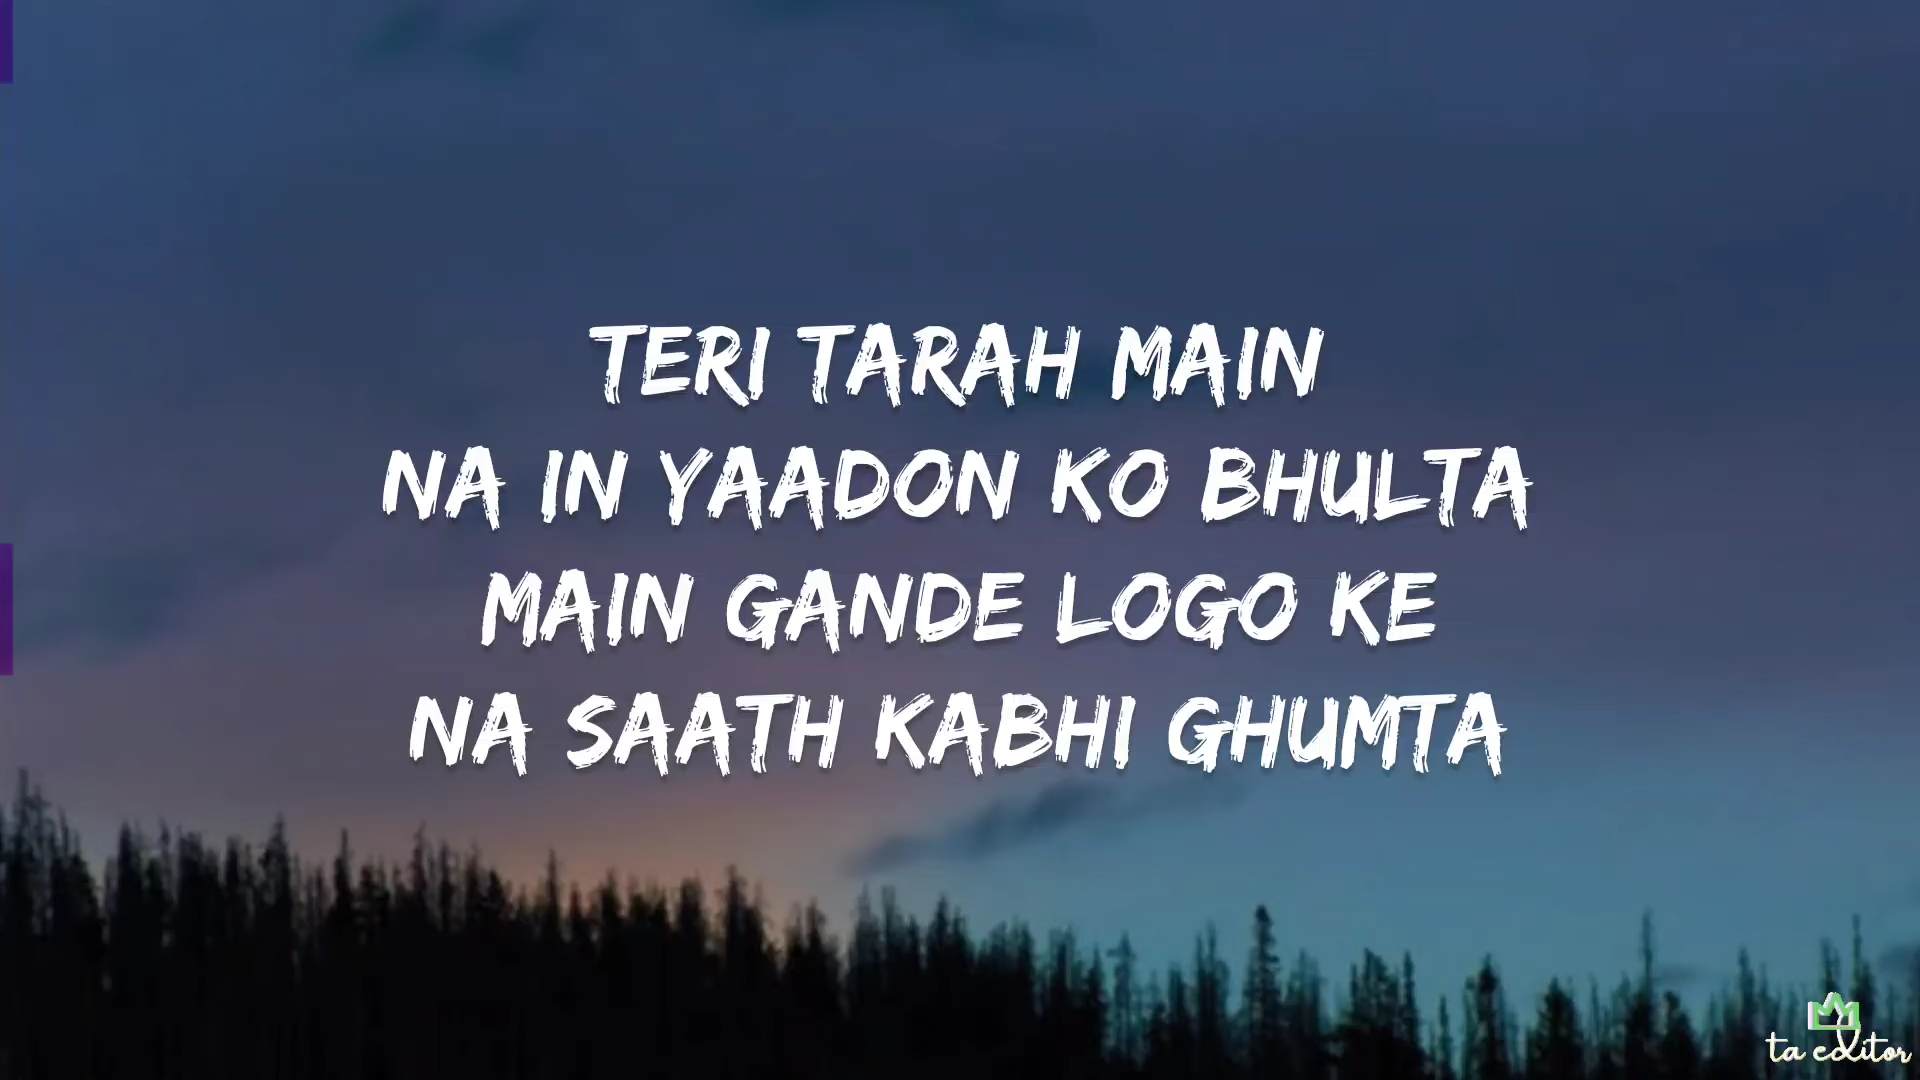 TERI TARAH MAIN
NA IN YAADON KO BHULTA
MAIN GANDE LOGO KE
NA SAATH KABHI GHUMTA
ta editor